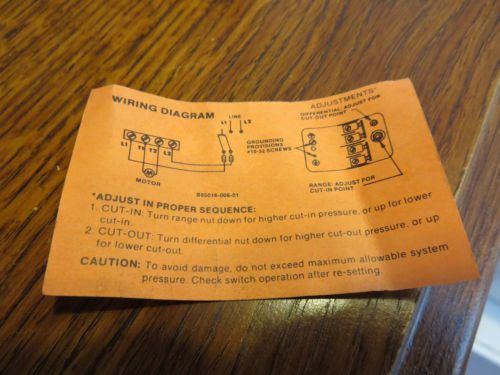 WIRING DIAGRAM
LINE
L1 L2
L1 T1 T2 L2
MOTOR
M
GROUNDING
PROVISIONS
#10-32 SCREWS
ADJUSTMENTS*
DIFFERENTIAL: ADJUST FOR
CUT-OUT POINT
RANGE: ADJUST FOR
CUT-IN POINT
*ADJUST IN PROPER SEQUENCE:
1. CUT-IN: Turn range nut down for higher cut-in pressure, or up for lower
cut-in.
2. CUT-OUT: Turn differential nut down for higher cut-out pressure, or up
for lower cut-out.
CAUTION: To avoid damage, do not exceed maximum allowable system
pressure. Check switch operation after re-setting.